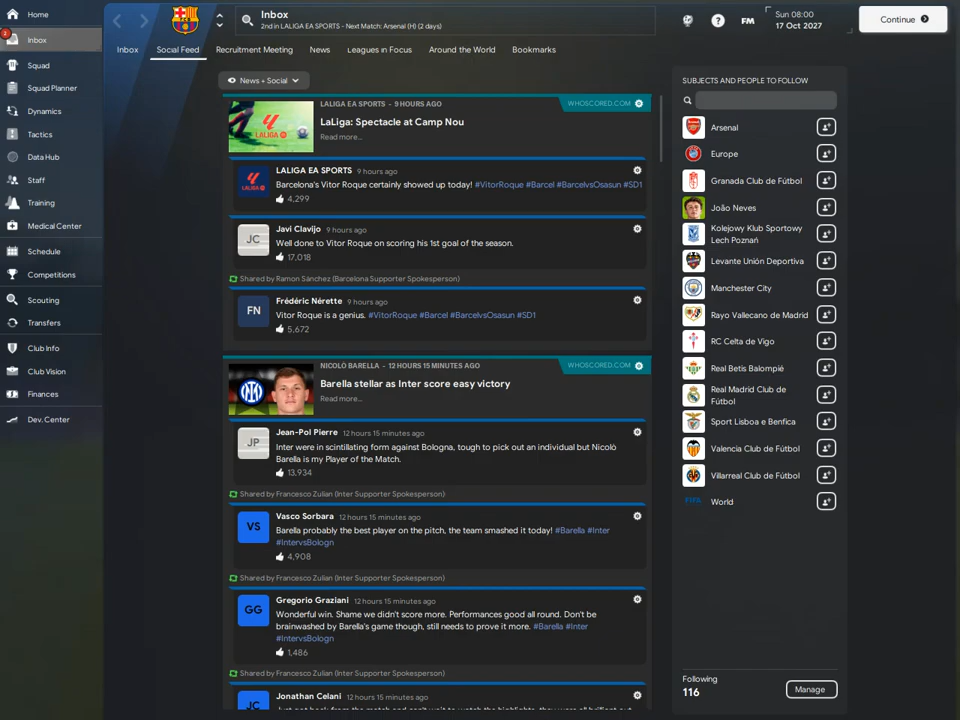 Home
Inbox
2
Squad
Squad Planner
Dynamics
Tactics
Data Hub
Staff
Training
Medical Center
Schedule
Competitions
Scouting
Transfers
Club Info
Club Vision
Finances
Dev. Center
Inbox
2nd in LALIGA EA SPORTS - Next Match: Arsenal (H) (2 days)
?
FM
Sun 08:00
17 Oct 2027
Continue
Inbox
Social Feed
Recruitment Meeting
News
Leagues in Focus
Around the World
Bookmarks
News + Social
LALIGA EA SPORTS - 9 HOURS AGO
WHOSCORED.COM
LaLiga: Spectacle at Camp Nou
Read more...
LALIGA
LALIGA EA SPORTS 9 hours ago
Barcelona's Vitor Roque certainly showed up today! #VitorRoque #Barcel #BarcelvsOsasun #SD1
4,299
JC
Javi Clavijo 9 hours ago
Well done to Vitor Roque on scoring his 1st goal of the season.
17,018
Shared by Ramon Sánchez (Barcelona Supporter Spokesperson)
FN
Frédéric Nérette 9 hours ago
Vitor Roque is a genius. #VitorRoque #Barcel #BarcelvsOsasun #SD1
5,672
NICOLÒ BARELLA - 12 HOURS 15 MINUTES AGO
WHOSCORED.COM
Barella stellar as Inter score easy victory
Read more...
JP
Jean-Pol Pierre 12 hours 15 minutes ago
Inter were in scintillating form against Bologna, tough to pick out an individual but Nicolò
Barella is my Player of the Match.
13,934
Shared by Francesco Zulian (Inter Supporter Spokesperson)
VS
Vasco Sorbara 12 hours 15 minutes ago
Barella probably the best player on the pitch, the team smashed it today! #Barella #Inter
#IntervsBologn
4,908
Shared by Francesco Zulian (Inter Supporter Spokesperson)
GG
Gregorio Graziani 12 hours 15 minutes ago
Wonderful win. Shame we didn't score more. Performances good all round. Don't be
brainwashed by Barella's game though, still needs to prove it more. #Barella #Inter
#IntervsBologn
1,486
Shared by Francesco Zulian (Inter Supporter Spokesperson)
JC
Jonathan Celani 12 hours 15 minutes ago
SUBJECTS AND PEOPLE TO FOLLOW
Arsenal
Europe
Granada Club de Fútbol
João Neves
Kolejowy Klub Sportowy
Lech Poznań
Levante Unión Deportiva
Manchester City
Rayo Vallecano de Madrid
RC Celta de Vigo
Real Betis Balompié
Real Madrid Club de
Fútbol
Sport Lisboa e Benfica
Valencia Club de Fútbol
Villarreal Club de Fútbol
FIFA
World
Following
116
Manage